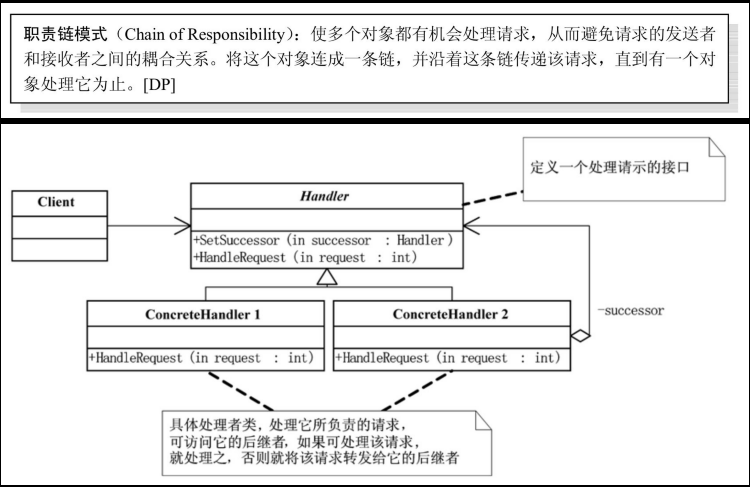 职责链模式（Chain of Responsibility）：使多个对象都有机会处理请求，从而避免请求的发送者
和接收者之间的耦合关系。将这个对象连成一条链，并沿着这条链传递该请求，直到有一个对
象处理它为止。[DP]
定义一个处理请示的接口
Client
Handler
+SetSuccessor (in successor : Handler)
+HandleRequest (in request : int)
ConcreteHandler 1
ConcreteHandler 2
-successor
+HandleRequest (in request : int)
+HandleRequest (in request : int)
具体处理者类，处理它所负责的请求，
可访问它的后继者，如果可处理该请求，
就处理之，否则就将该请求转发给它的后继者